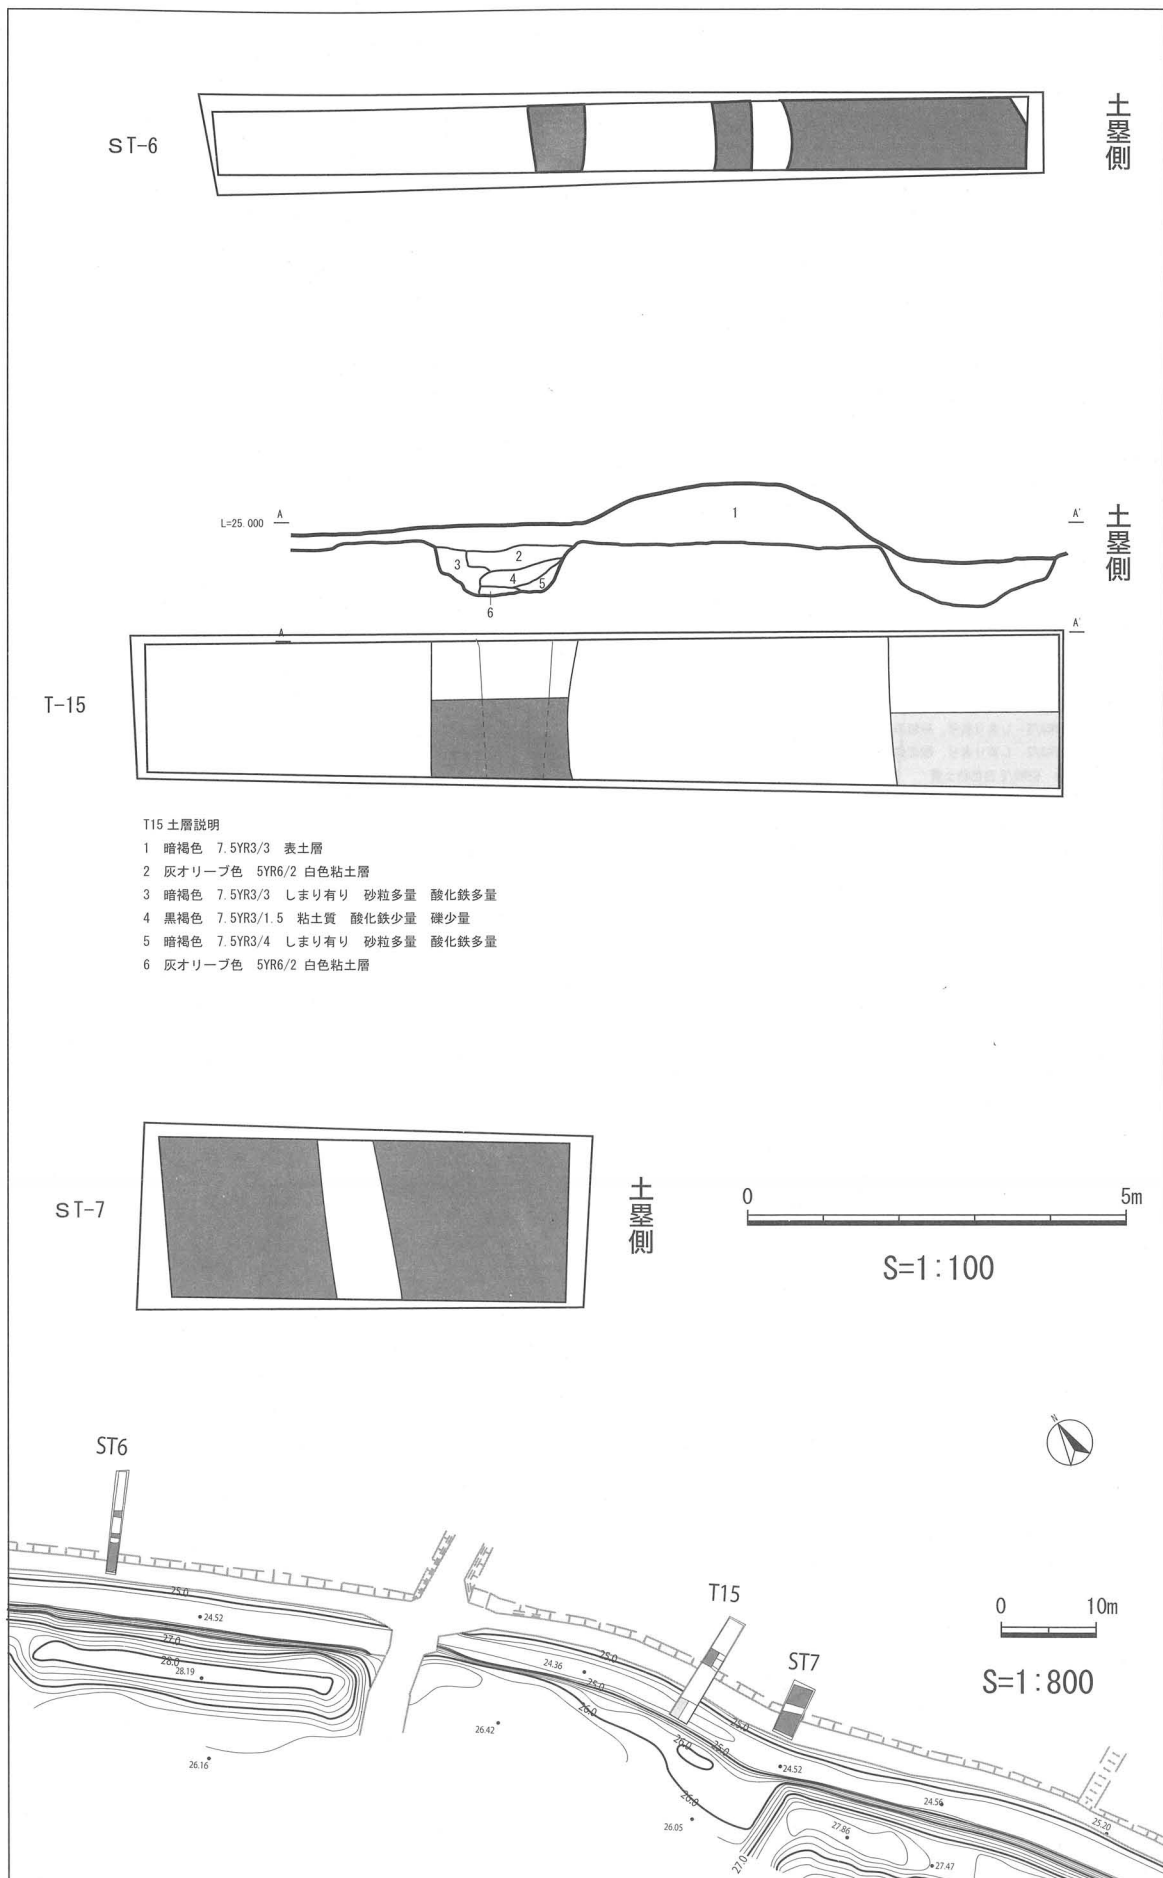 ST-6
土塁側
L=25.000
A
A'
1
2
3
4
5
6
土塁側
A
A'
T-15
T15 土層説明
1 暗褐色 7.5YR3/3 表土層
2 灰オリーブ色 5YR6/2 白色粘土層
3 暗褐色 7.5YR3/3 しまり有り 砂粒多量 酸化鉄多量
4 黒褐色 7.5YR3/1.5 粘土質 酸化鉄少量 礫少量
5 暗褐色 7.5YR3/4 しまり有り 砂粒多量 酸化鉄多量
6 灰オリーブ色 5YR6/2 白色粘土層
ST-7
土塁側
0 5m
S=1:100
N
ST6
25.0
24.52
27.0
28.0
28.19
26.16
T15
ST7
24.36
25.0
25.0
26.0
26.42
26.0
25.0
25.0
24.52
26.0
26.05
24.56
25.20
27.86
27.47
27.0
0 10m
S=1:800